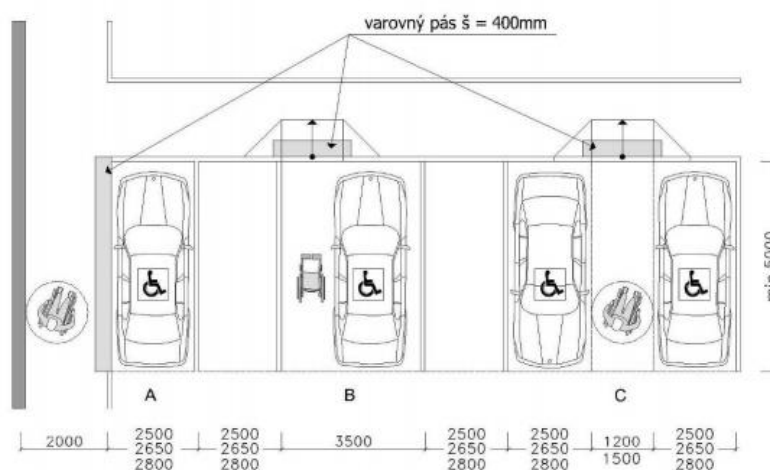 varovný pás š = 400mm
min 5000
A B C
2000 2500 2500 3500 2500 2500 1200 2500
2650 2650 2650 2650 1500 2650
2800 2800 2800 2800 2800